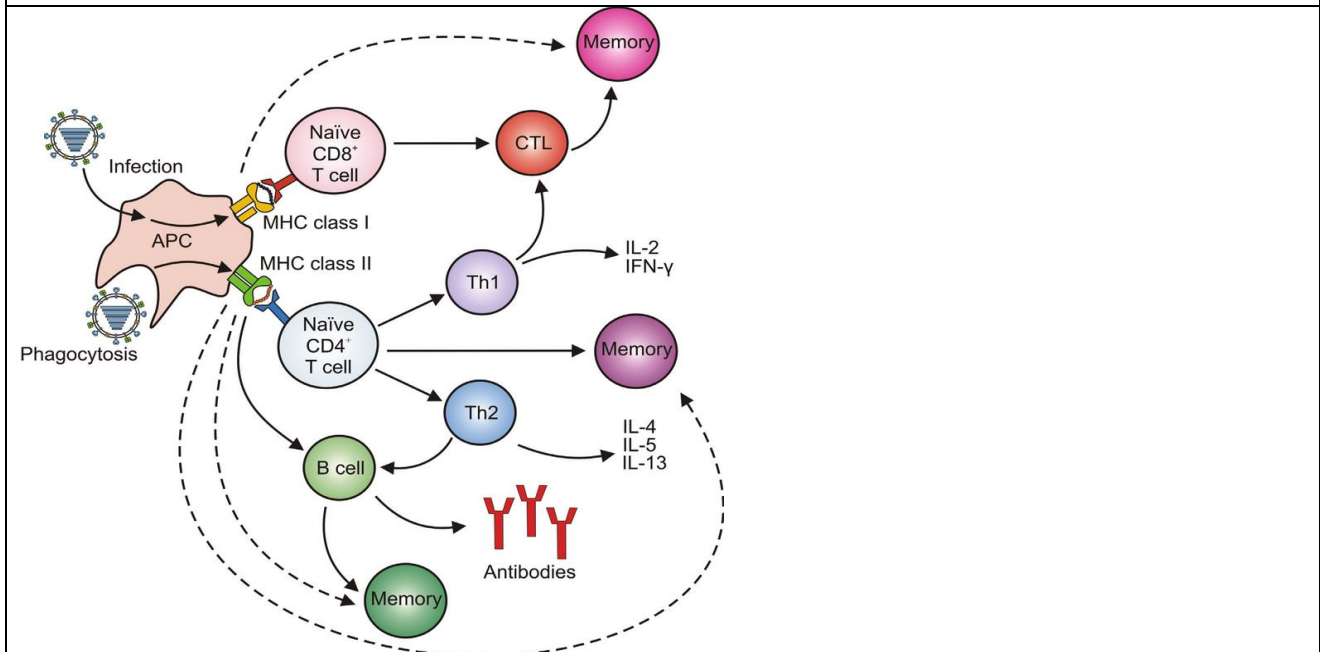 Memory
Infection
Naïve
CD8⁺
T cell
CTL
MHC class I
APC
MHC class II
IL-2
IFN-γ
Th1
Phagocytosis
Naïve
CD4⁺
T cell
Memory
Th2
IL-4
IL-5
IL-13
B cell
Antibodies
Memory